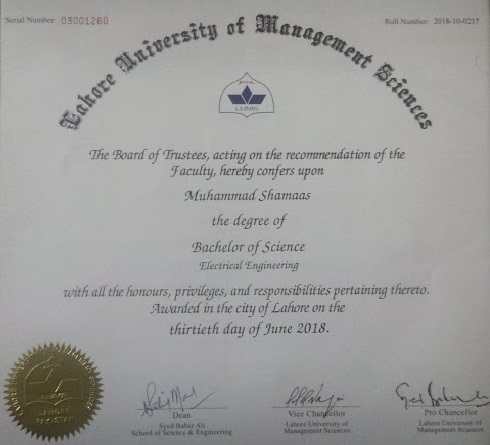 Serial Number: 03001260
Roll Number: 2018-10-0217
Lahore University of Management Sciences
LUMS
The Board of Trustees, acting on the recommendation of the
Faculty, hereby confers upon
Muhammad Shamaas
the degree of
Bachelor of Science
Electrical Engineering
with all the honours, privileges, and responsibilities pertaining thereto.
Awarded in the city of Lahore on the
thirtieth day of June 2018.
Dean
Syed Babar Ali
School of Science & Engineering
Vice Chancellor
Lahore University of
Management Sciences
Pro Chancellor
Lahore University of
Management Sciences
LAHORE
PAKISTAN